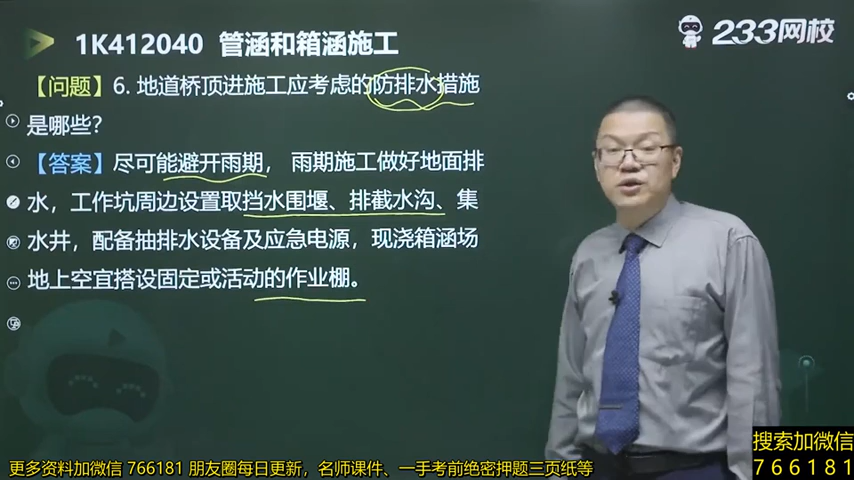 1K412040 管涵和箱涵施工
233网校
【问题】6. 地道桥顶进施工应考虑的防排水措施
是哪些？
【答案】尽可能避开雨期， 雨期施工做好地面排
水，工作坑周边设置取挡水围堰、排截水沟、集
水井，配备抽排水设备及应急电源，现浇箱涵场
地上空宜搭设固定或活动的作业棚。
搜索加微信
766181
更多资料加微信 766181 朋友圈每日更新，名师课件、一手考前绝密押题三页纸等